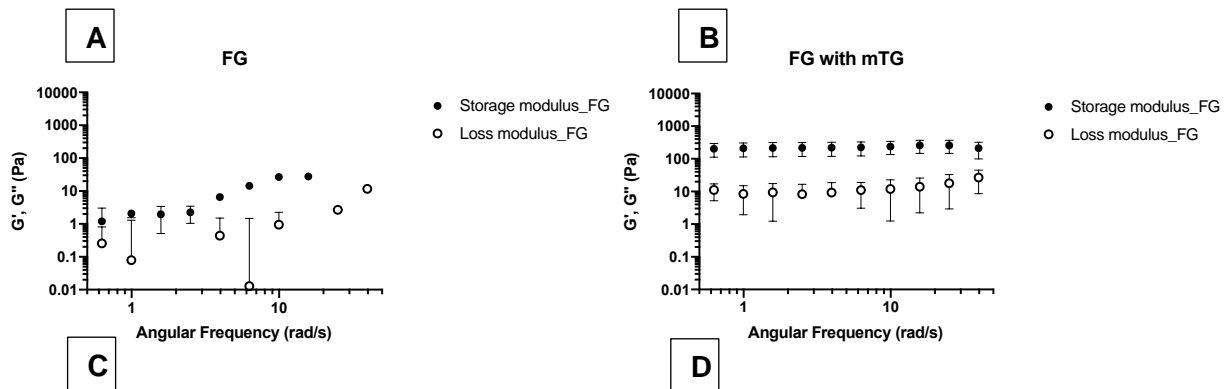 A
FG
G', G'' (Pa)
10000
1000
100
10
1
0.1
0.01
1
10
Angular Frequency (rad/s)
Storage modulus_FG
Loss modulus_FG
B
FG with mTG
G', G'' (Pa)
10000
1000
100
10
1
0.1
0.01
1
10
Angular Frequency (rad/s)
Storage modulus_FG
Loss modulus_FG
C
D